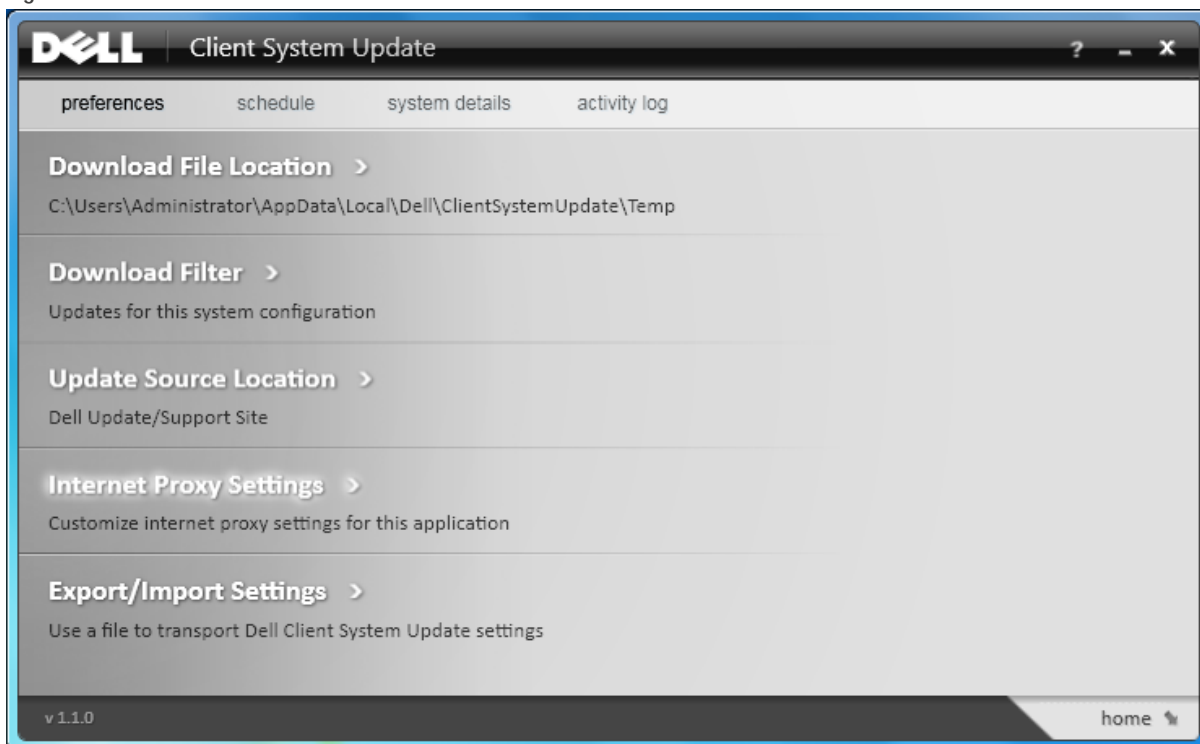 DELL Client System Update ? – x
preferences schedule system details activity log
Download File Location >
C:\Users\Administrator\AppData\Local\Dell\ClientSystemUpdate\Temp
Download Filter >
Updates for this system configuration
Update Source Location >
Dell Update/Support Site
Internet Proxy Settings >
Customize internet proxy settings for this application
Export/Import Settings >
Use a file to transport Dell Client System Update settings
v 1.1.0 home